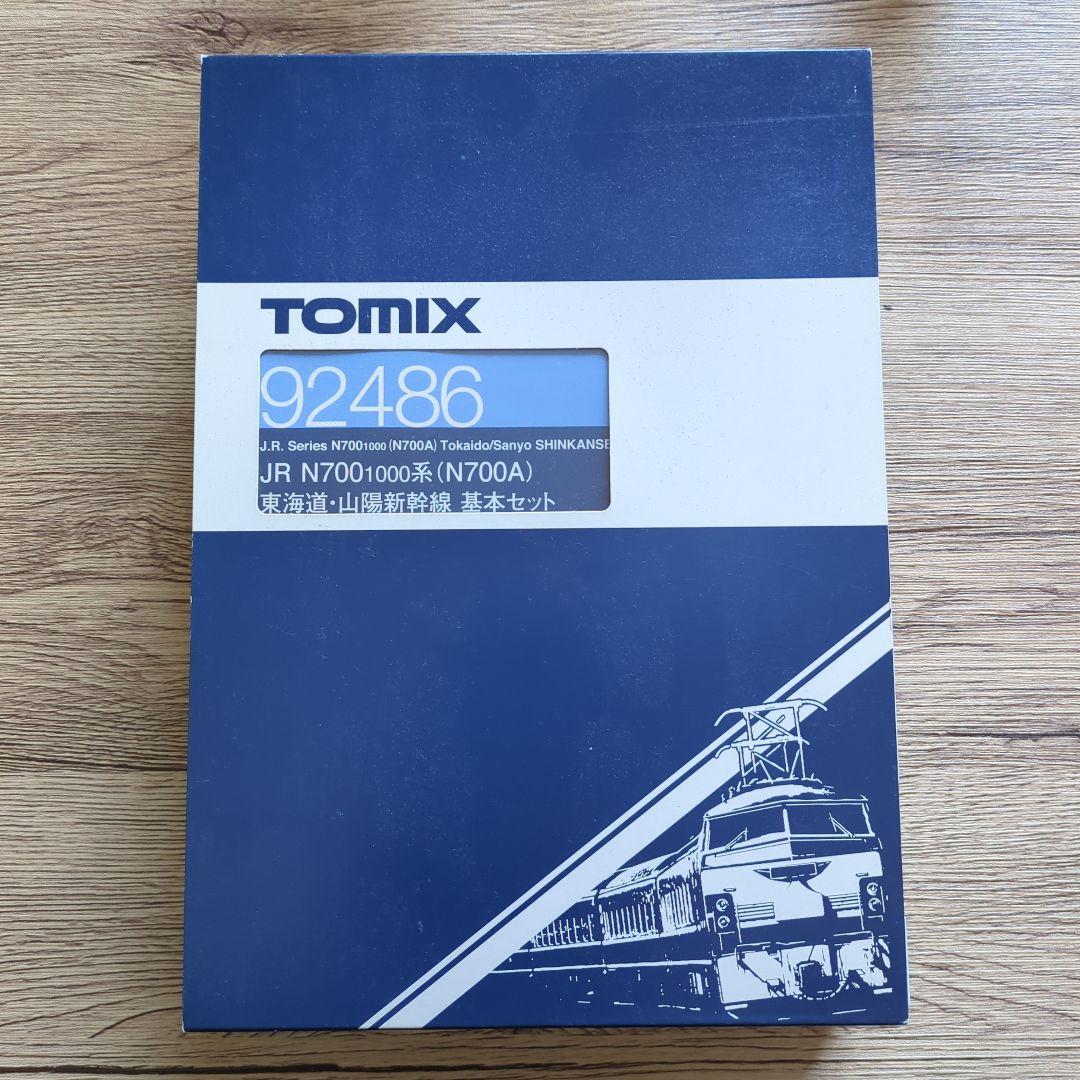 TOMIX
92486
J.R. Series N7001000 (N700A) Tokaido/Sanyo SHINKANSE
JR N7001000系(N700A)
東海道・山陽新幹線 基本セット